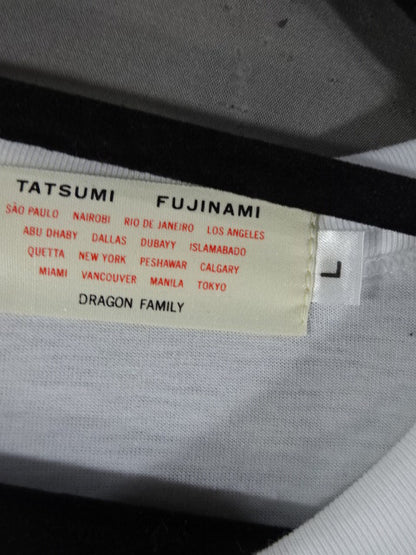 TATSUMI FUJINAMI
SÃO PAULO NAIROBI RIO DE JANEIRO LOS ANGELES
ABU DHABY DALLAS DUBAYY ISLAMABADO
QUETTA NEW YORK PESHAWAR CALGARY
MIAMI VANCOUVER MANILA TOKYO
DRAGON FAMILY
L